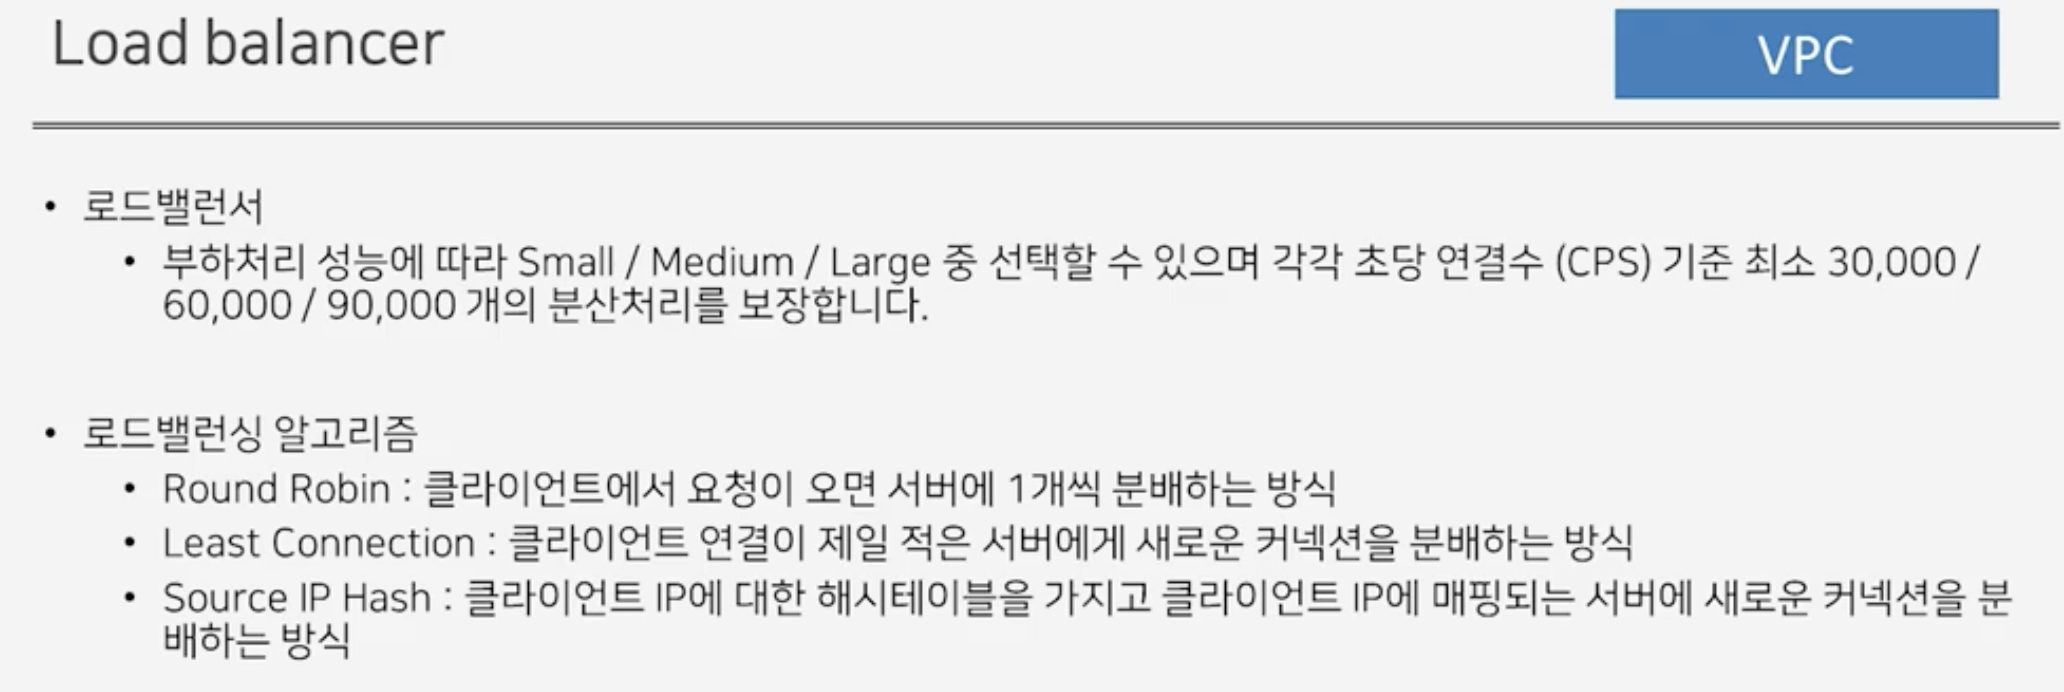 Load balancer
VPC
• 로드밸런서
• 부하처리 성능에 따라 Small / Medium / Large 중 선택할 수 있으며 각각 초당 연결수 (CPS) 기준 최소 30,000 /
60,000 / 90,000 개의 분산처리를 보장합니다.
• 로드밸런싱 알고리즘
• Round Robin : 클라이언트에서 요청이 오면 서버에 1개씩 분배하는 방식
• Least Connection : 클라이언트 연결이 제일 적은 서버에게 새로운 커넥션을 분배하는 방식
• Source IP Hash : 클라이언트 IP에 대한 해시테이블을 가지고 클라이언트 IP에 매핑되는 서버에 새로운 커넥션을 분
배하는 방식